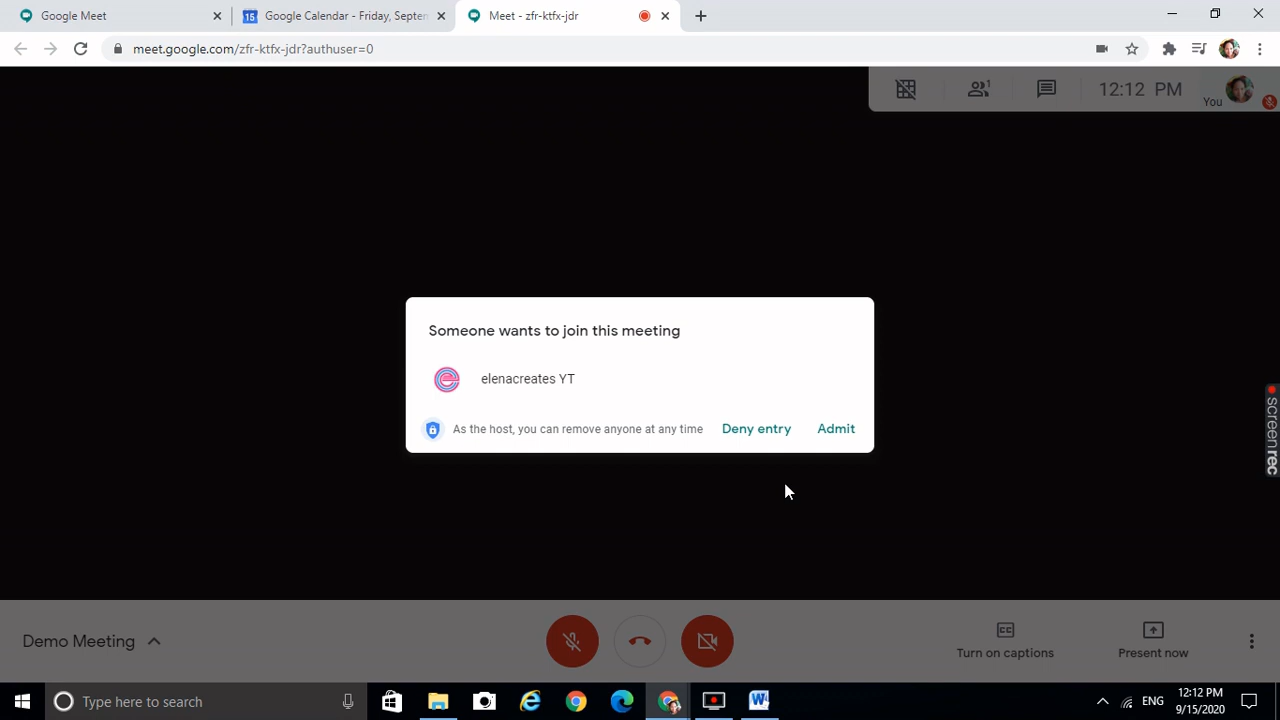 Google Meet
Google Calendar - Friday, Septen
Meet - zfr-ktfx-jdr
meet.google.com/zfr-ktfx-jdr?authuser=0
1
12:12 PM
You
Someone wants to join this meeting
elenacreates YT
As the host, you can remove anyone at any time
Deny entry
Admit
screenrec
Demo Meeting
CC
Turn on captions
Present now
Type here to search
ENG
12:12 PM
9/15/2020